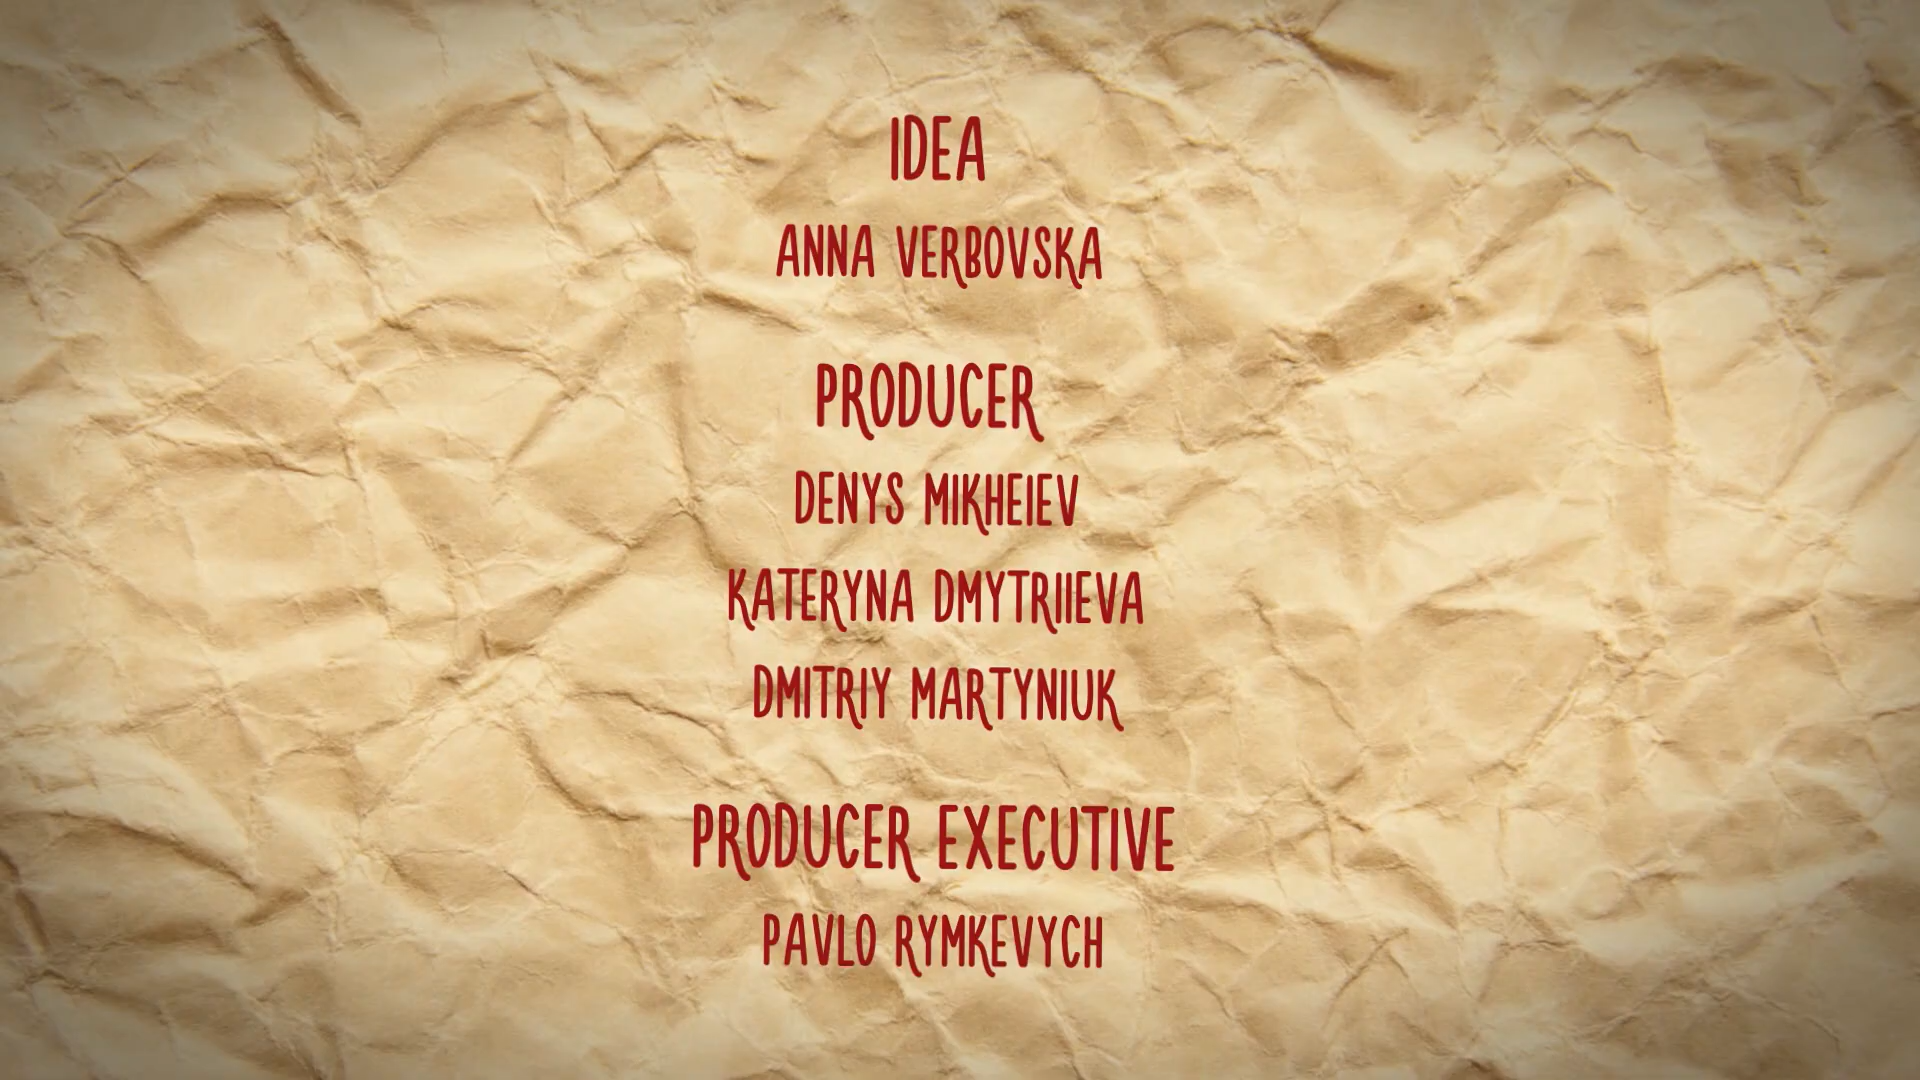 IDEA
ANNA VERBOVSKA
PRODUCER
DENYS MIKHEIEV
KATERYNA DMYTRIIEVA
DMITRIY MARTYNIUK
PRODUCER EXECUTIVE
PAVLO RYMKEVYCH